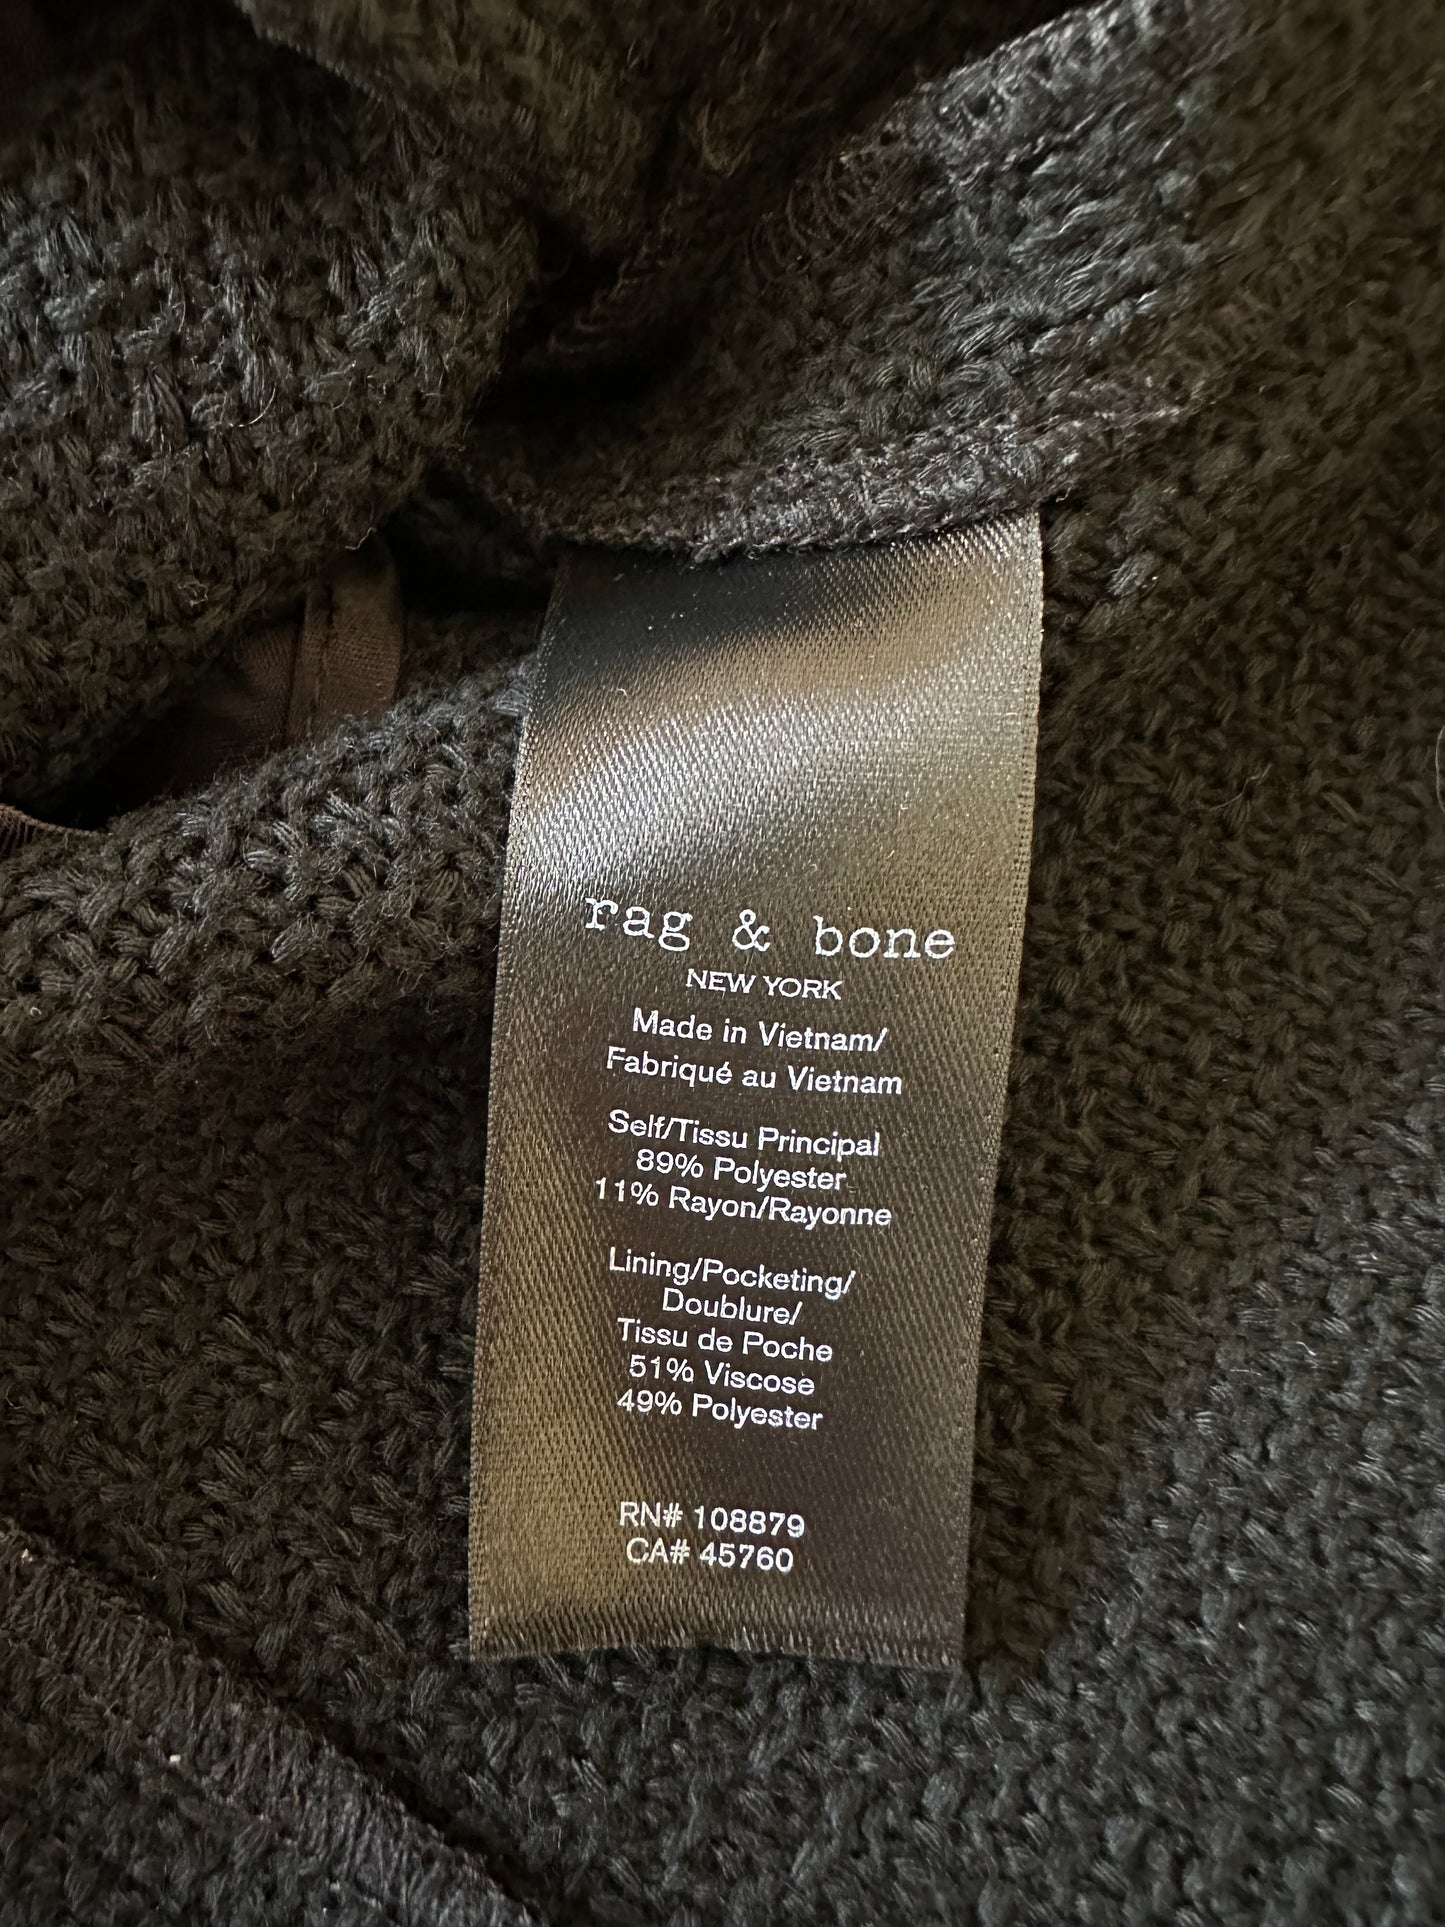 rag & bone
NEW YORK
Made in Vietnam/
Fabriqué au Vietnam
Self/Tissu Principal
89% Polyester
11% Rayon/Rayonne
Lining/Pocketing/
Doublure/
Tissu de Poche
51% Viscose
49% Polyester
RN# 108879
CA# 45760